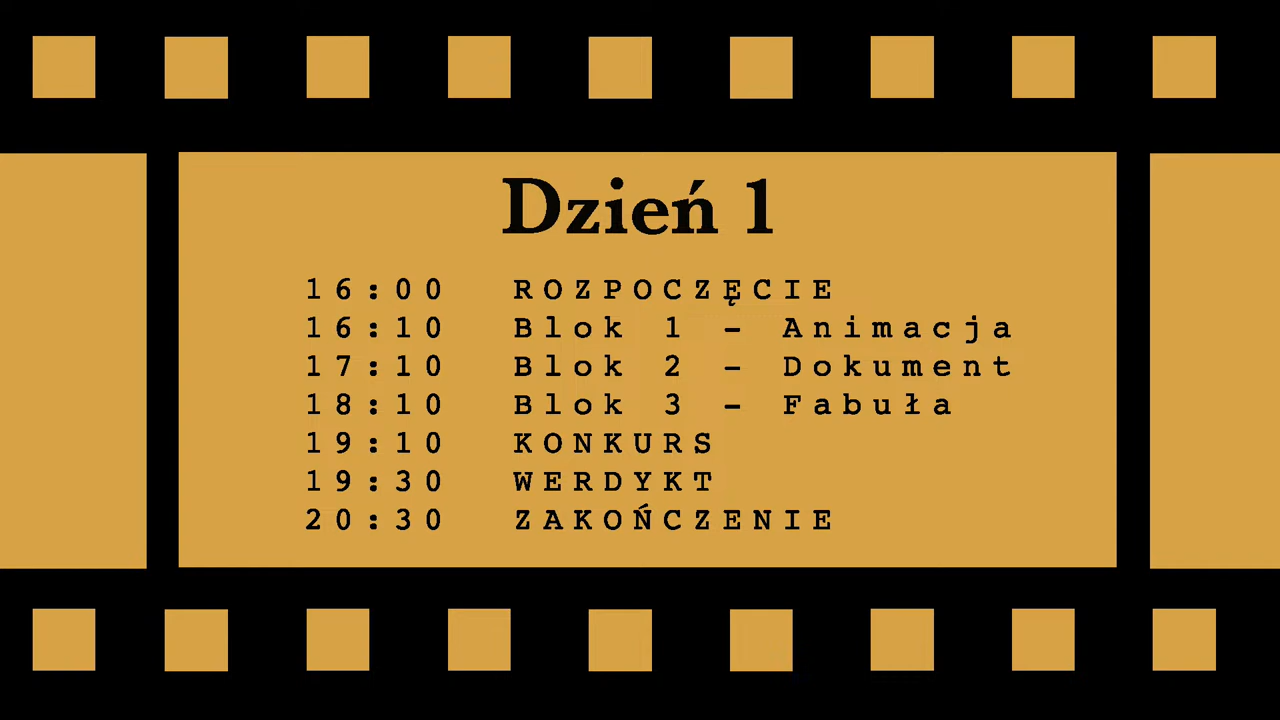 Dzień 1
16:00 ROZPOCZĘCIE
16:10 Blok 1 - Animacja
17:10 Blok 2 - Dokument
18:10 Blok 3 - Fabuła
19:10 KONKURS
19:30 WERDYKT
20:30 ZAKOŃCZENIE